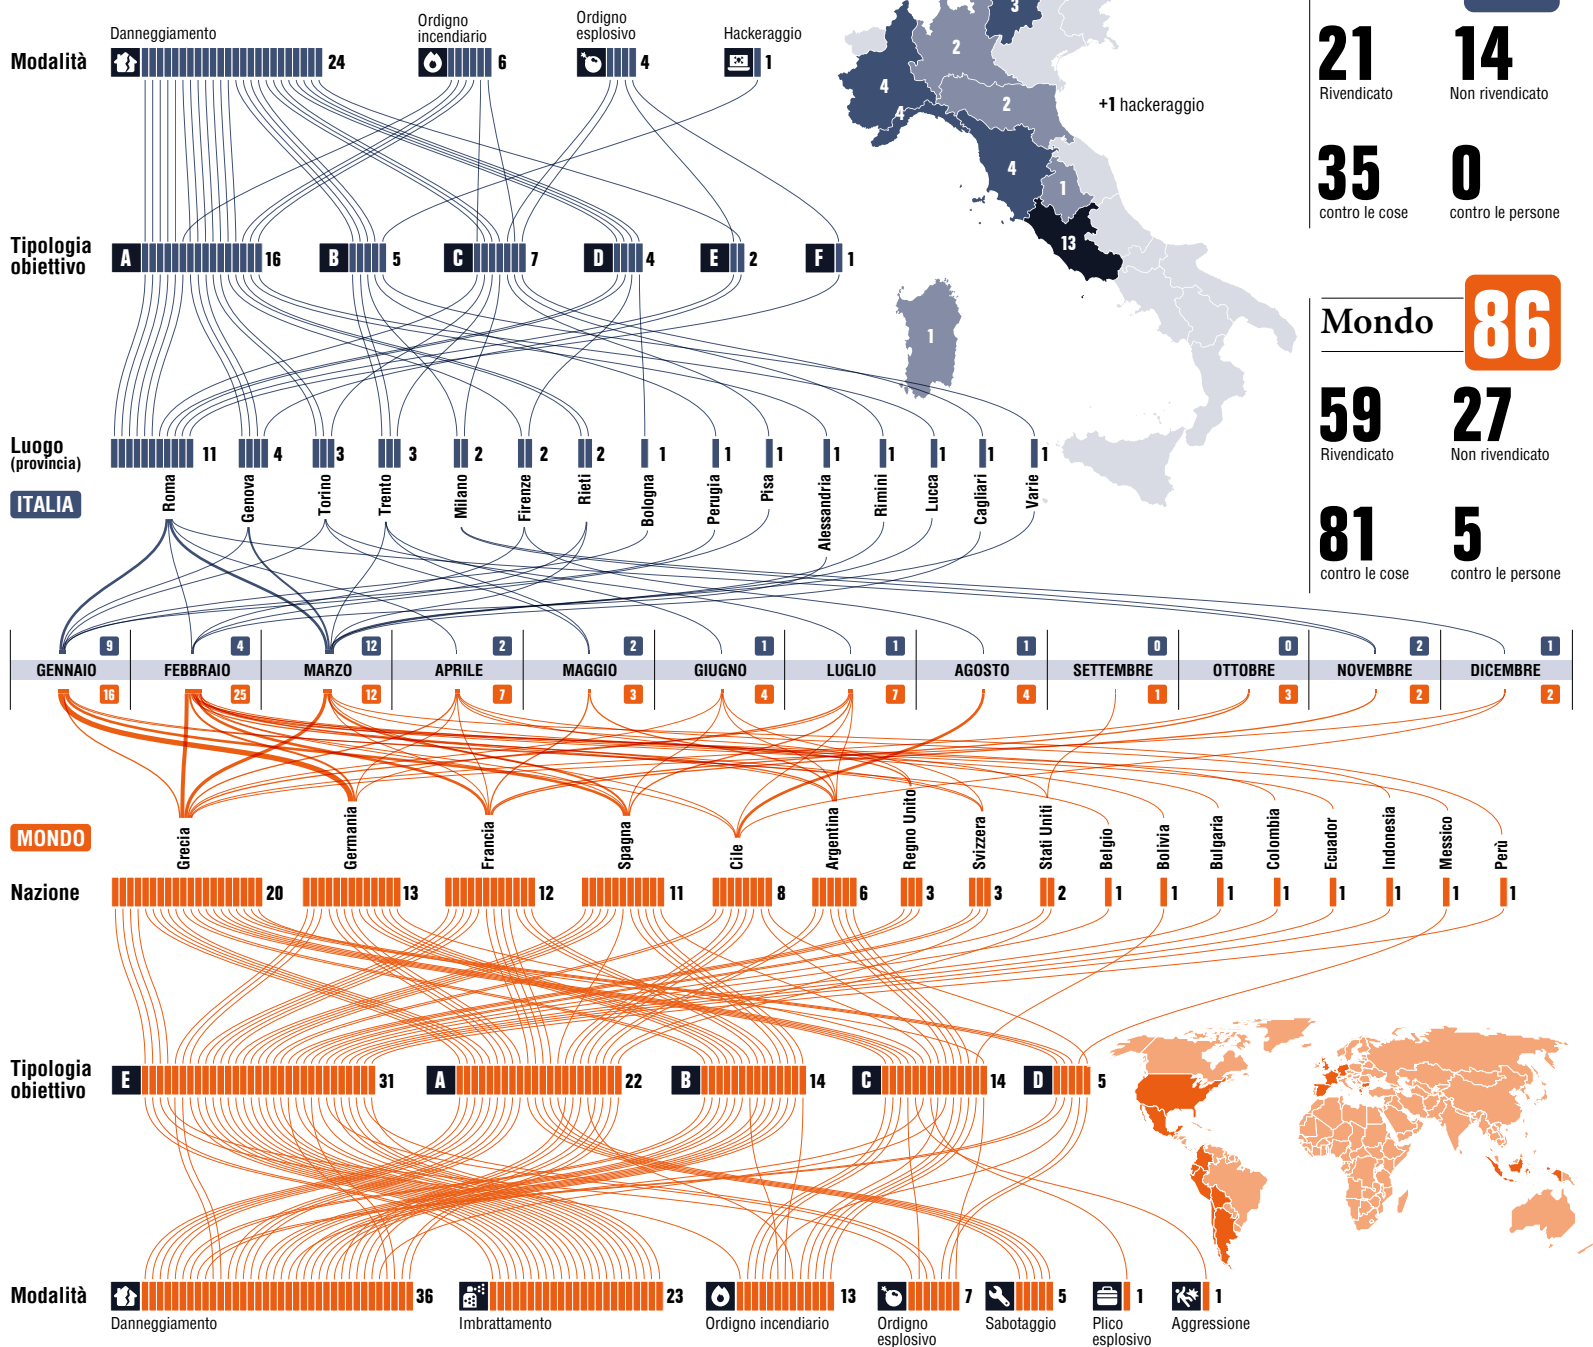 Modalità
Danneggiamento
24
Ordigno
incendiario
6
Ordigno
esplosivo
4
Hackeraggio
1
Tipologia
obiettivo
A
16
B
5
C
7
D
4
E
2
F
1
Luogo
(provincia)
11
4
3
3
2
2
2
1
1
1
1
1
1
1
1
ITALIA
Roma
Genova
Torino
Trento
Milano
Firenze
Rieti
Bologna
Perugia
Pisa
Alessandria
Rimini
Lucca
Cagliari
Varie
3
2
4
4
2
4
1
13
1
+1 hackeraggio
21
Rivendicato
14
Non rivendicato
35
contro le cose
0
contro le persone
Mondo
86
59
Rivendicato
27
Non rivendicato
81
contro le cose
5
contro le persone
9
4
12
2
2
1
1
1
0
0
2
1
GENNAIO
FEBBRAIO
MARZO
APRILE
MAGGIO
GIUGNO
LUGLIO
AGOSTO
SETTEMBRE
OTTOBRE
NOVEMBRE
DICEMBRE
16
25
12
7
3
4
7
4
1
3
2
2
MONDO
Grecia
Germania
Francia
Spagna
Cile
Argentina
Regno Unito
Svizzera
Stati Uniti
Belgio
Bolivia
Bulgaria
Colombia
Ecuador
Indonesia
Messico
Perù
Nazione
20
13
12
11
8
6
3
3
2
1
1
1
1
1
1
1
1
Tipologia
obiettivo
E
31
A
22
B
14
C
14
D
5
Modalità
36
Danneggiamento
23
Imbrattamento
13
Ordigno incendiario
7
Ordigno
esplosivo
5
Sabotaggio
1
Plico
esplosivo
1
Aggressione